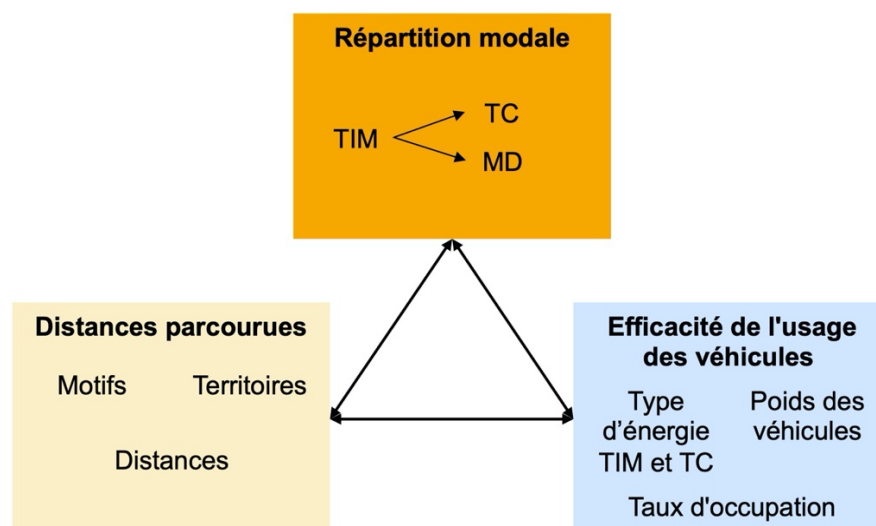 Répartition modale
TIM
TC
MD
Distances parcourues
Motifs
Territoires
Distances
Efficacité de l'usage
des véhicules
Type
d’énergie
TIM et TC
Poids des
véhicules
Taux d'occupation